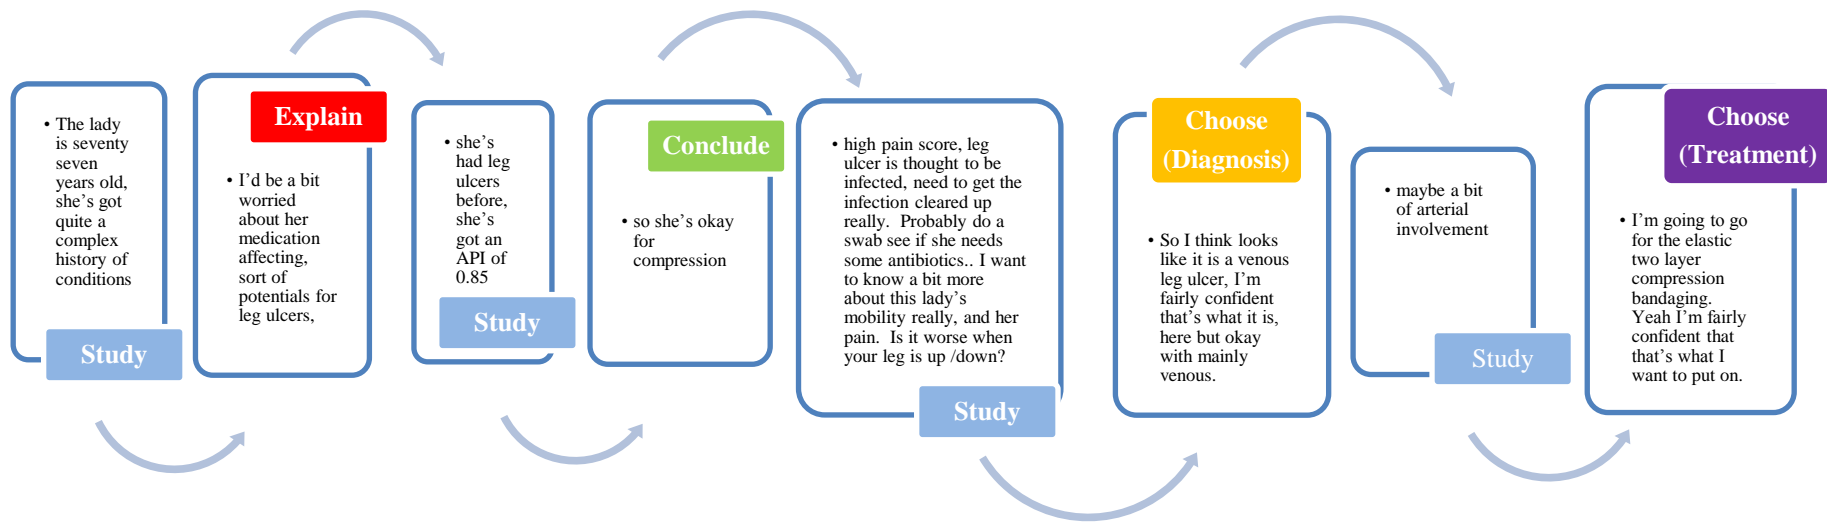 • The lady
is seventy
seven
years old,
she's got
quite a
complex
history of
conditions
Study
Explain
• I'd be a bit
worried
about her
medication
affecting,
sort of
potentials for
leg ulcers,
• she's
had leg
ulcers
before,
she's
got an
API of
0.85
Study
Conclude
• so she's okay
for
compression
• high pain score, leg
ulcer is thought to be
infected, need to get the
infection cleared up
really. Probably do a
swab see if she needs
some antibiotics.. I want
to know a bit more
about this lady's
mobility really, and her
pain. Is it worse when
your leg is up /down?
Study
Choose
(Diagnosis)
• So I think looks
like it is a venous
leg ulcer, I'm
fairly confident
that's what it is,
here but okay
with mainly
venous.
• maybe a bit
of arterial
involvement
Study
Choose
(Treatment)
• I'm going to go
for the elastic
two layer
compression
bandaging.
Yeah I'm fairly
confident that
that's what I
want to put on.